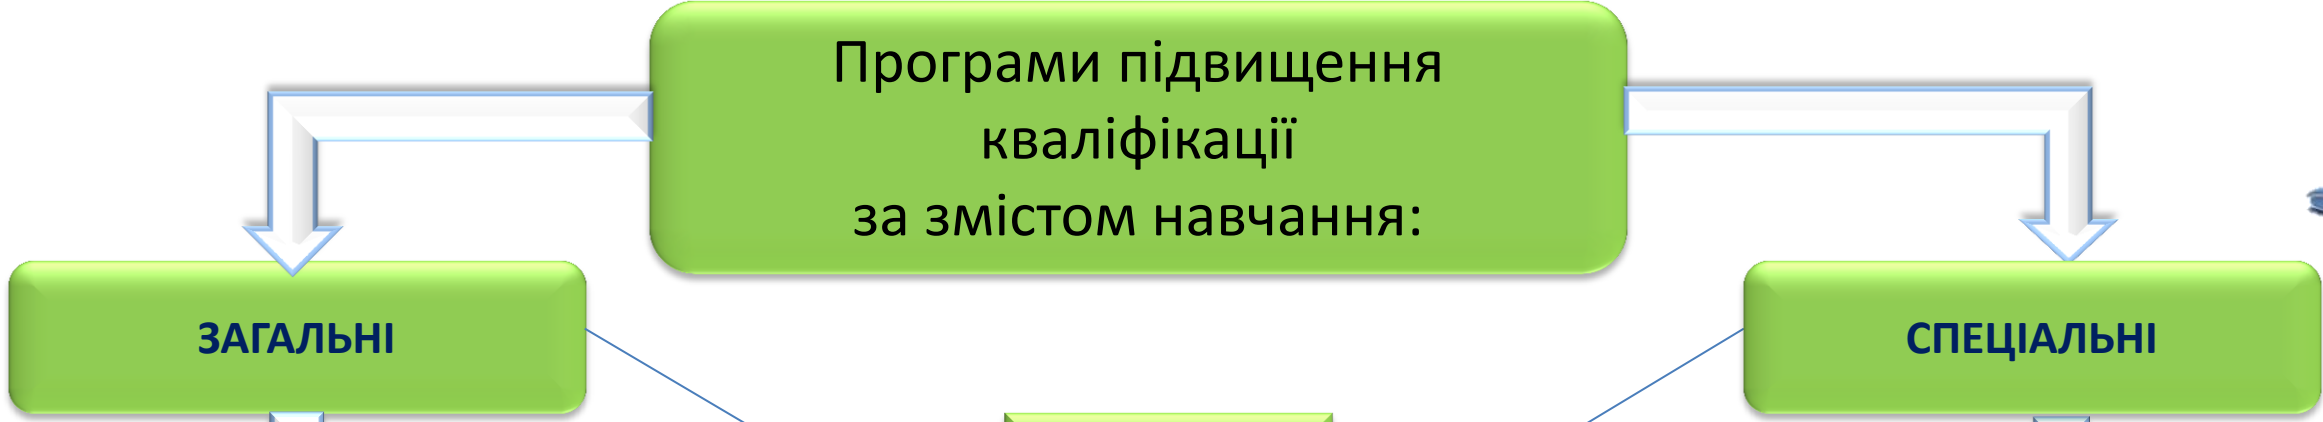 Програми підвищення
кваліфікації
за змістом навчання:
ЗАГАЛЬНІ
СПЕЦІАЛЬНІ